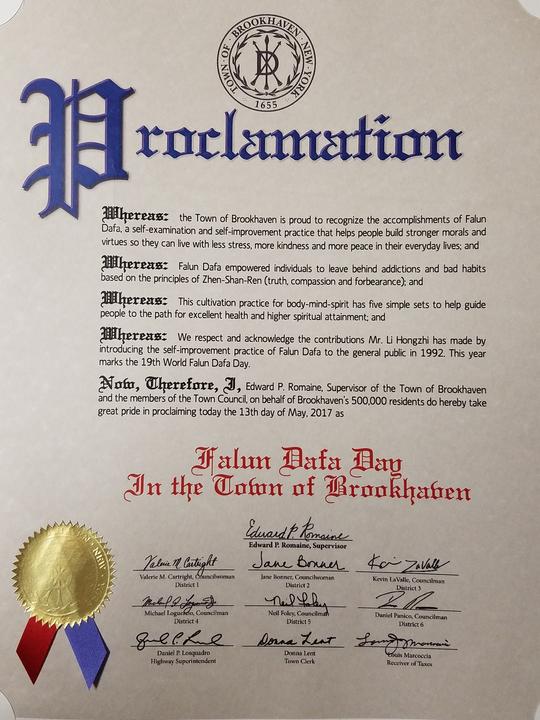 TOWN OF · BROOKHAVEN · NEW YORK
1655
Proclamation
Whereas: the Town of Brookhaven is proud to recognize the accomplishments of Falun
Dafa, a self-examination and self-improvement practice that helps people build stronger morals and
virtues so they can live with less stress, more kindness and more peace in their everyday lives; and
Whereas: Falun Dafa empowered individuals to leave behind addictions and bad habits
based on the principles of Zhen-Shan-Ren (truth, compassion and forbearance); and
Whereas: This cultivation practice for body-mind-spirit has five simple sets to help guide
people to the path for excellent health and higher spiritual attainment; and
Whereas: We respect and acknowledge the contributions Mr. Li Hongzhi has made by
introducing the self-improvement practice of Falun Dafa to the general public in 1992. This year
marks the 19th World Falun Dafa Day.
Now, Therefore, I, Edward P. Romaine, Supervisor of the Town of Brookhaven
and the members of the Town Council, on behalf of Brookhaven's 500,000 residents do hereby take
great pride in proclaiming today the 13th day of May, 2017 as
Falun Dafa Day
In the Town of Brookhaven
Edward P. Romaine
Edward P. Romaine, Supervisor
Valerie M. Cartright Jane Bonner Kevin LaValle
Valerie M. Cartright, Councilwoman Jane Bonner, Councilwoman Kevin LaValle, Councilman
District 1 District 2 District 3
Neil Foley
Michael Loguercio, Councilman Neil Foley, Councilman Daniel Panico, Councilman
District 4 District 5 District 6
Donna Lent
Daniel P. Losquadro Donna Lent Louis Marcoccia
Highway Superintendent Town Clerk Receiver of Taxes